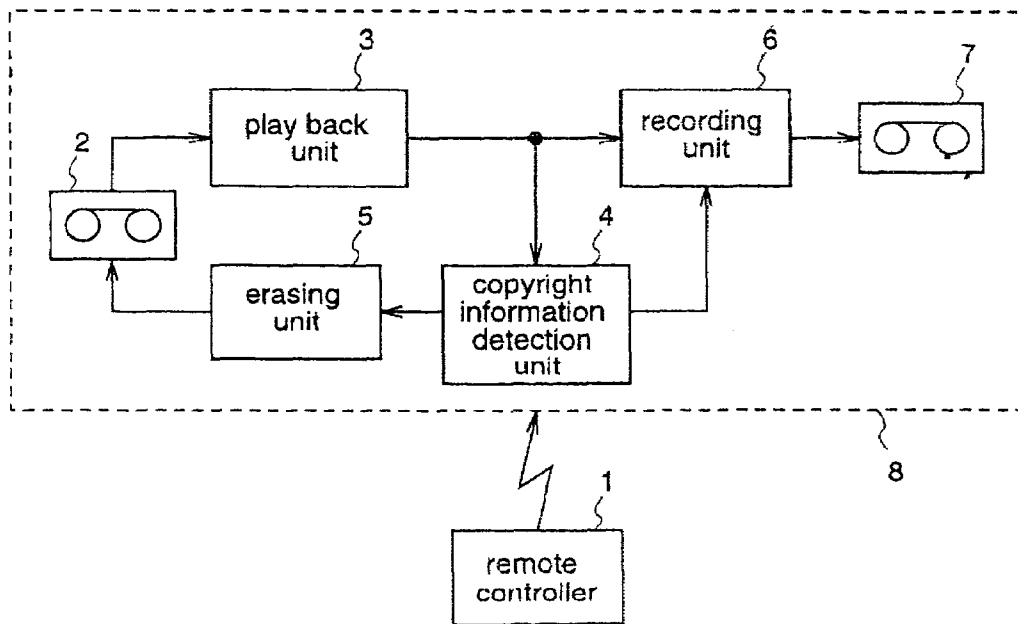 3
play back
unit
6
recording
unit
7
2
5
erasing
unit
4
copyright
information
detection
unit
8
1
remote
controller